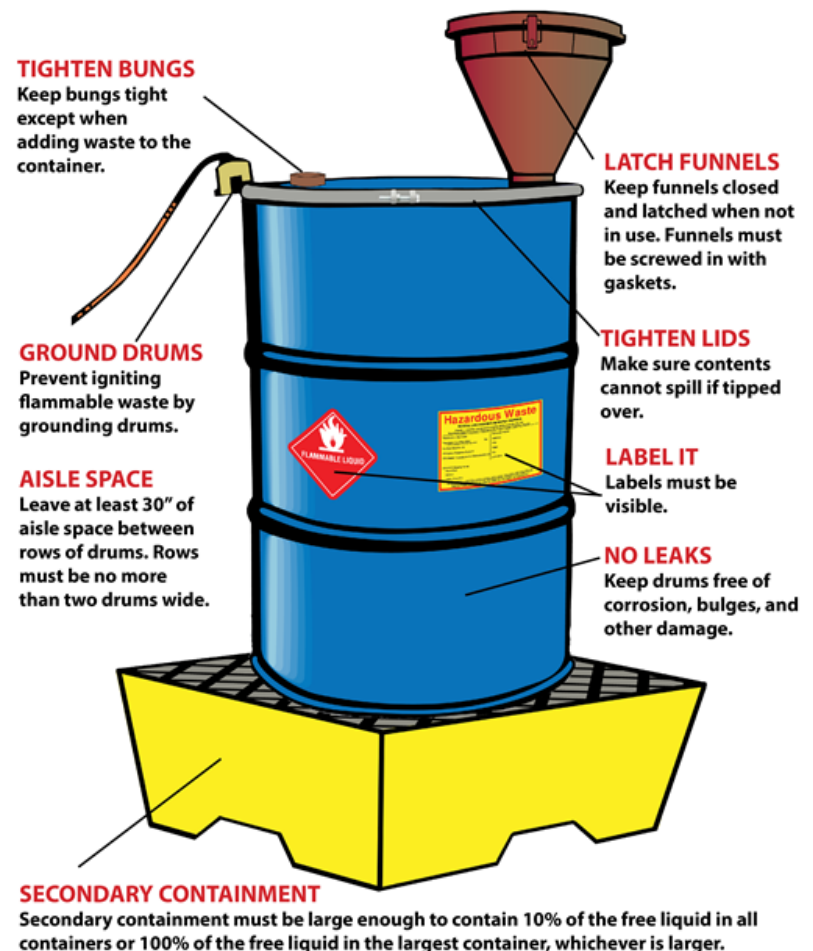 TIGHTEN BUNGS
Keep bungs tight
except when
adding waste to the
container.
LATCH FUNNELS
Keep funnels closed
and latched when not
in use. Funnels must
be screwed in with
gaskets.
GROUND DRUMS
Prevent igniting
flammable waste by
grounding drums.
TIGHTEN LIDS
Make sure contents
cannot spill if tipped
over.
AISLE SPACE
Leave at least 30" of
aisle space between
rows of drums. Rows
must be no more
than two drums wide.
FLAMMABLE LIQUID
Hazardous Waste
LABEL IT
Labels must be
visible.
NO LEAKS
Keep drums free of
corrosion, bulges, and
other damage.
SECONDARY CONTAINMENT
Secondary containment must be large enough to contain 10% of the free liquid in all
containers or 100% of the free liquid in the largest container, whichever is larger.